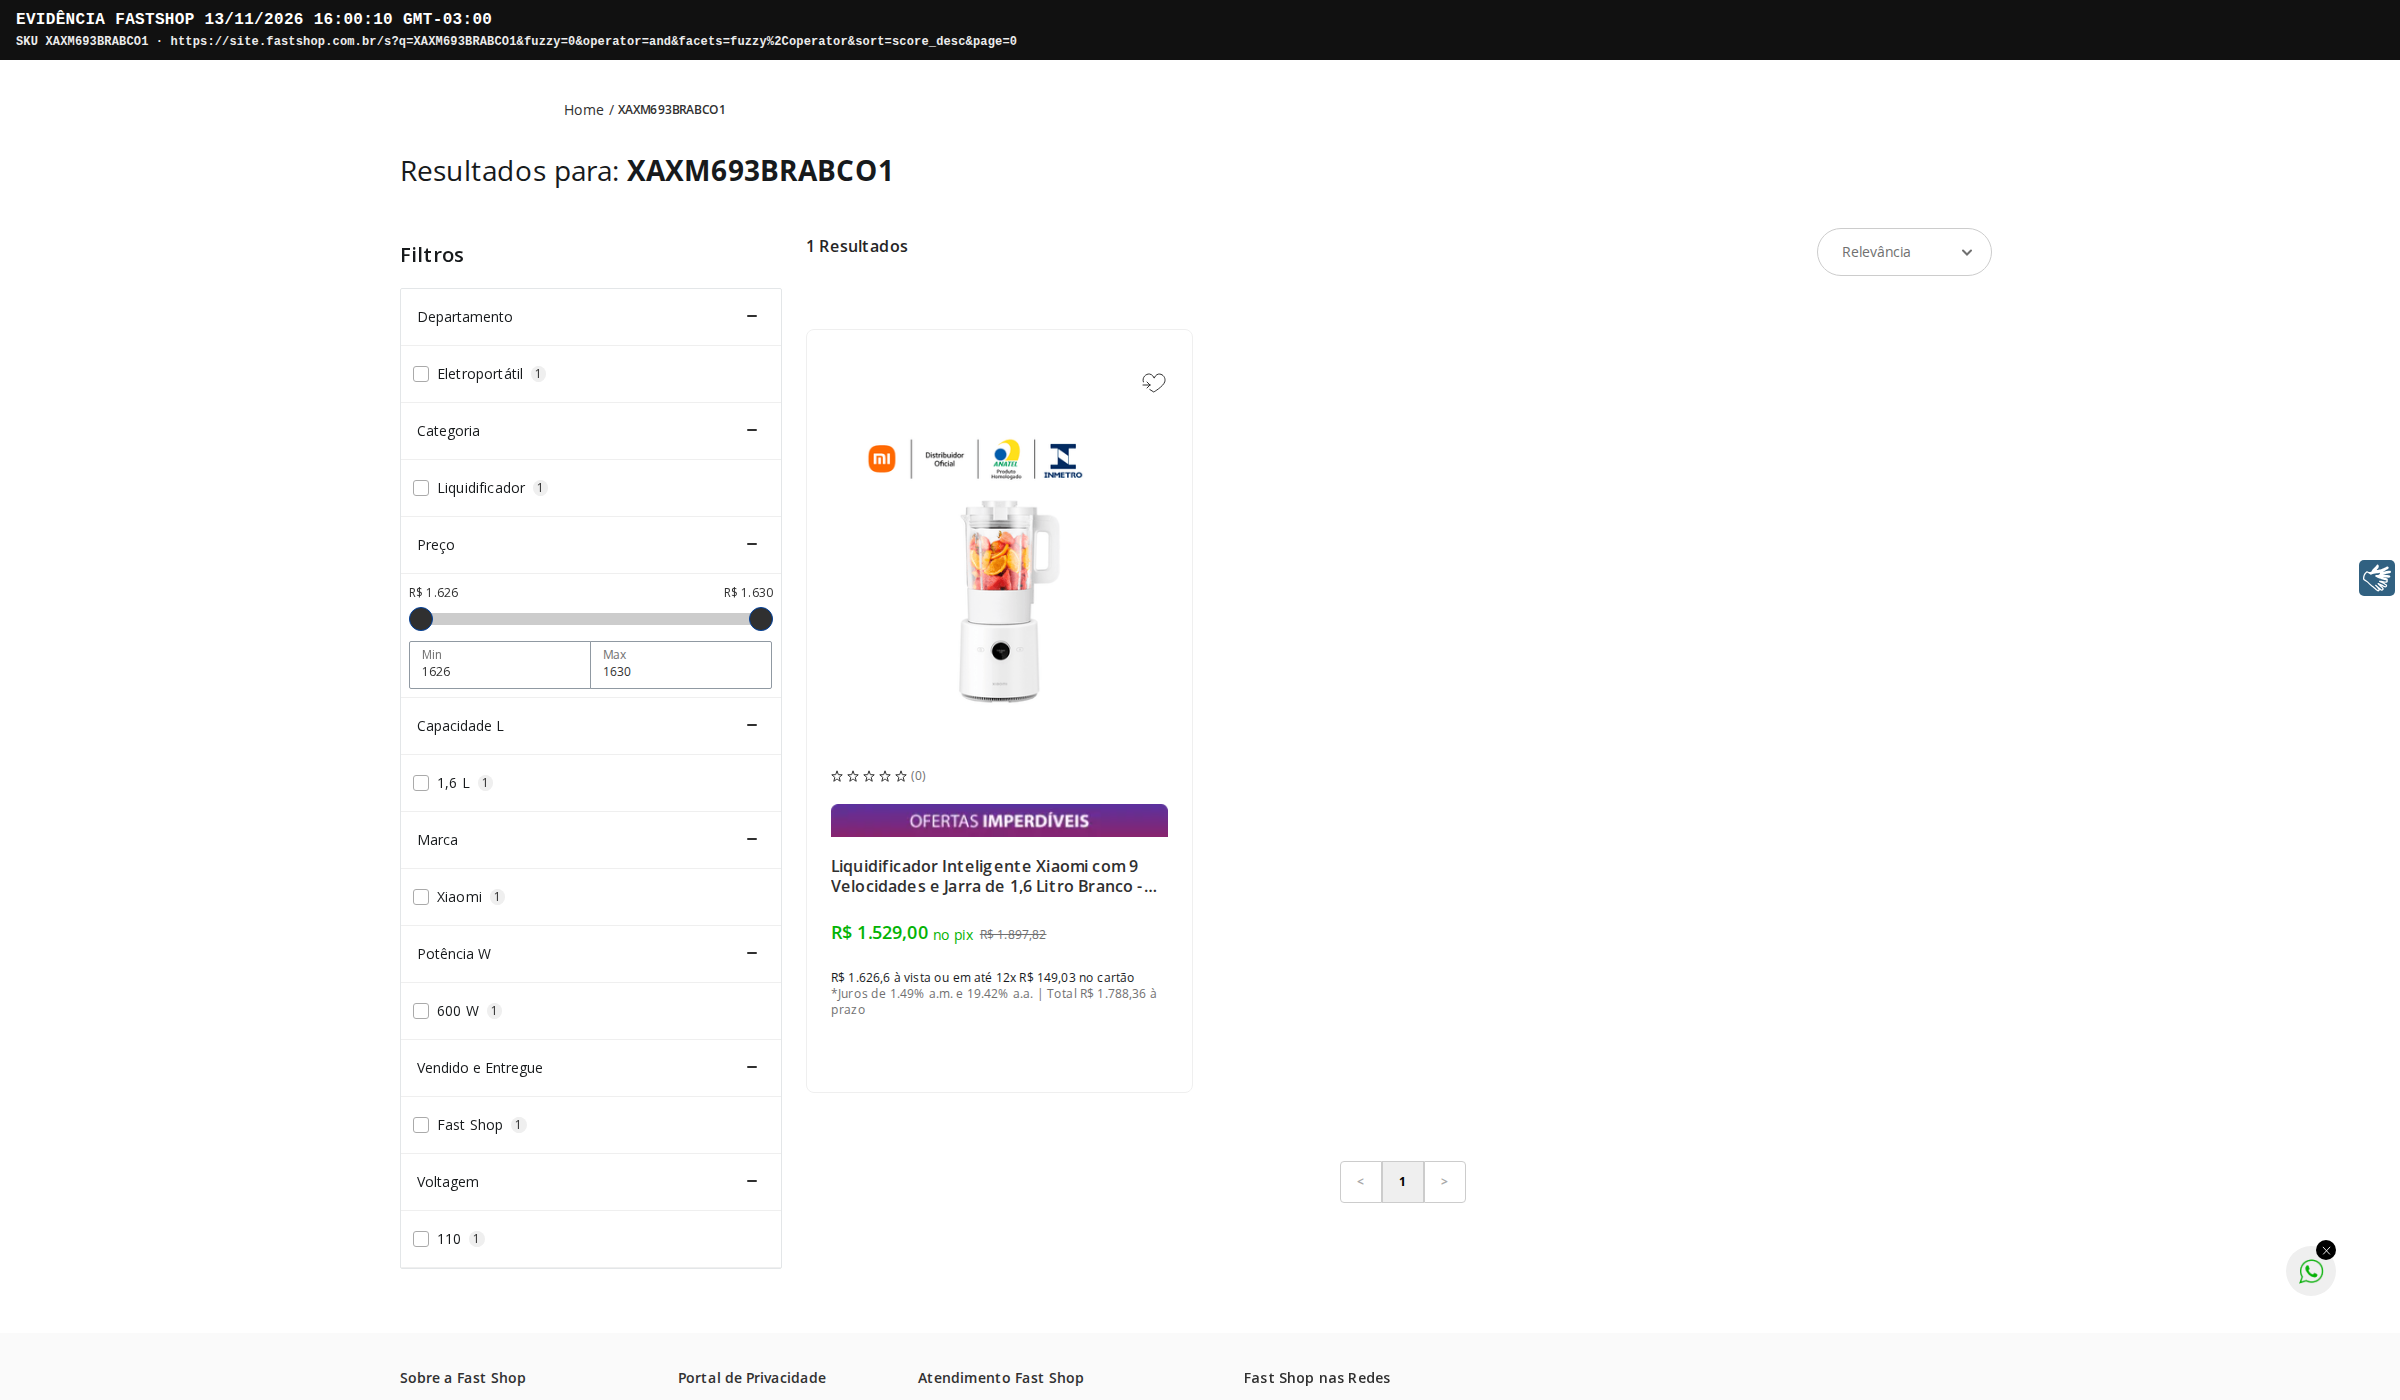 EVIDÊNCIA FASTSHOP 13/11/2026 16:00:10 GMT-03:00
SKU XAXM693BRABCO1 · https://site.fastshop.com.br/s?q=XAXM693BRABCO1&fuzzy=0&operator=and&facets=fuzzy%2Coperator&sort=score_desc&page=0
Home / XAXM693BRABCO1
Resultados para: XAXM693BRABCO1
Filtros
Departamento
Eletroportátil 1
Categoria
Liquidificador 1
Preço
R$ 1.626 R$ 1.630
Min
1626
Max
1630
Capacidade L
1,6 L 1
Marca
Xiaomi 1
Potência W
600 W 1
Vendido e Entregue
Fast Shop 1
Voltagem
110 1
1 Resultados
Relevância
Distribuidor
Oficial
ANATEL
Produto
Homologado
INMETRO
(0)
OFERTAS IMPERDÍVEIS
Liquidificador Inteligente Xiaomi com 9
Velocidades e Jarra de 1,6 Litro Branco -...
R$ 1.529,00 no pix R$ 1.897,82
R$ 1.626,6 à vista ou em até 12x R$ 149,03 no cartão
*Juros de 1.49% a.m. e 19.42% a.a. | Total R$ 1.788,36 à
prazo
< 1 >
Sobre a Fast Shop
Portal de Privacidade
Atendimento Fast Shop
Fast Shop nas Redes